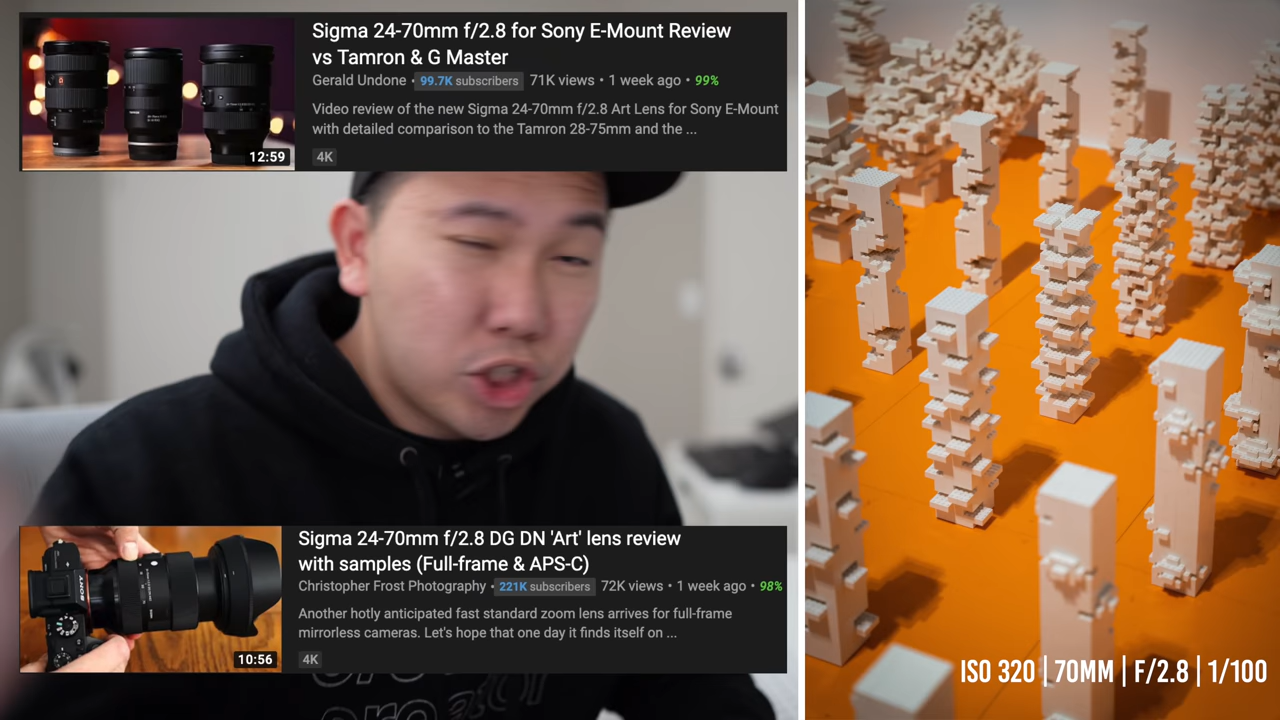 Sigma 24-70mm f/2.8 for Sony E-Mount Review
vs Tamron & G Master
Gerald Undone • 99.7K subscribers 71K views • 1 week ago • 99%
Video review of the new Sigma 24-70mm f/2.8 Art Lens for Sony E-Mount
with detailed comparison to the Tamron 28-75mm and the ...
12:59
4K
Sigma 24-70mm f/2.8 DG DN 'Art' lens review
with samples (Full-frame & APS-C)
Christopher Frost Photography • 221K subscribers 72K views • 1 week ago • 98%
Another hotly anticipated fast standard zoom lens arrives for full-frame
mirrorless cameras. Let's hope that one day it finds itself on ...
SONY
10:56
4K
ISO 320 | 70MM | F/2.8 | 1/100